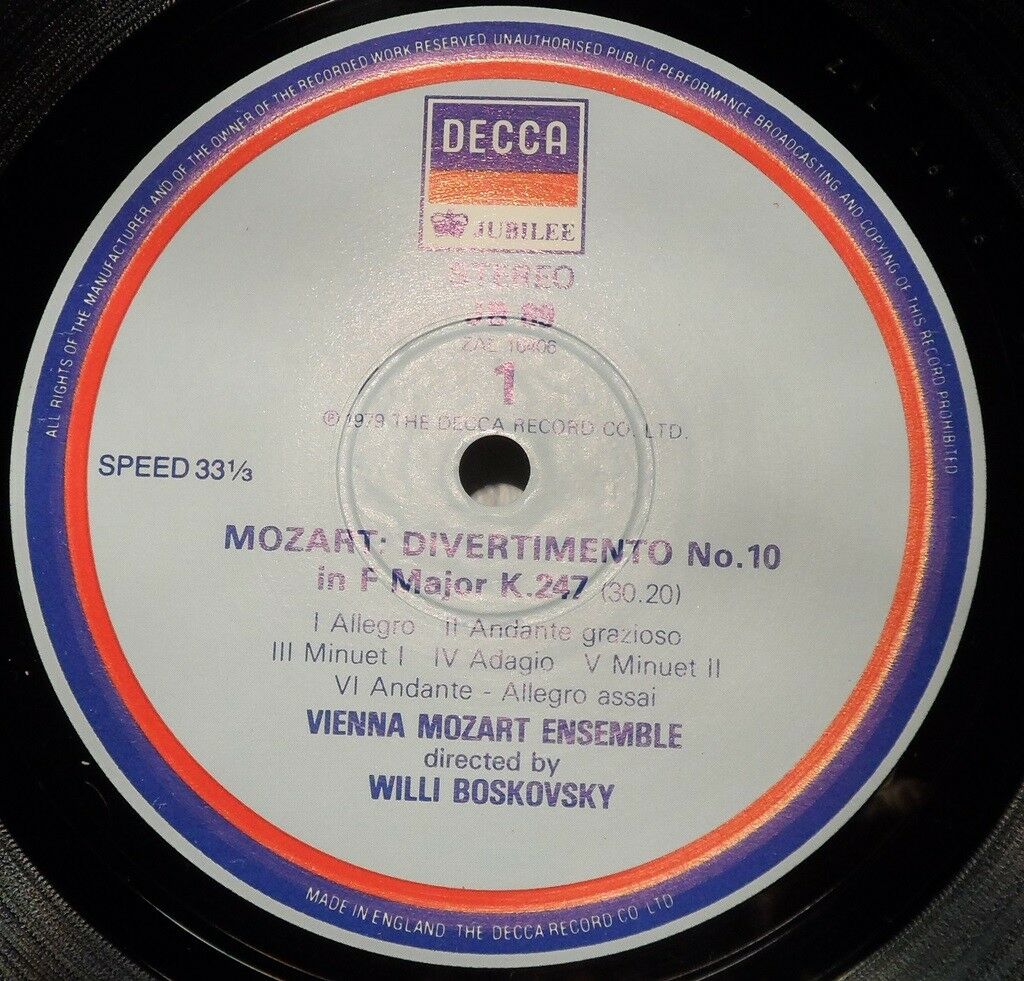 ALL RIGHTS OF THE MANUFACTURER AND OF THE OWNER OF THE RECORDED WORK RESERVED. UNAUTHORISED PUBLIC PERFORMANCE BROADCASTING AND COPYING OF THIS RECORD PROHIBITED
DECCA
JUBILEE
STEREO
JB
1
℗ 1979 THE DECCA RECORD CO. LTD.
SPEED 33⅓
MOZART: DIVERTIMENTO No.10
in F Major K.247 (30.20)
I Allegro II Andante grazioso
III Minuet I IV Adagio V Minuet II
VI Andante - Allegro assai
VIENNA MOZART ENSEMBLE
directed by
WILLI BOSKOVSKY
MADE IN ENGLAND THE DECCA RECORD CO LTD